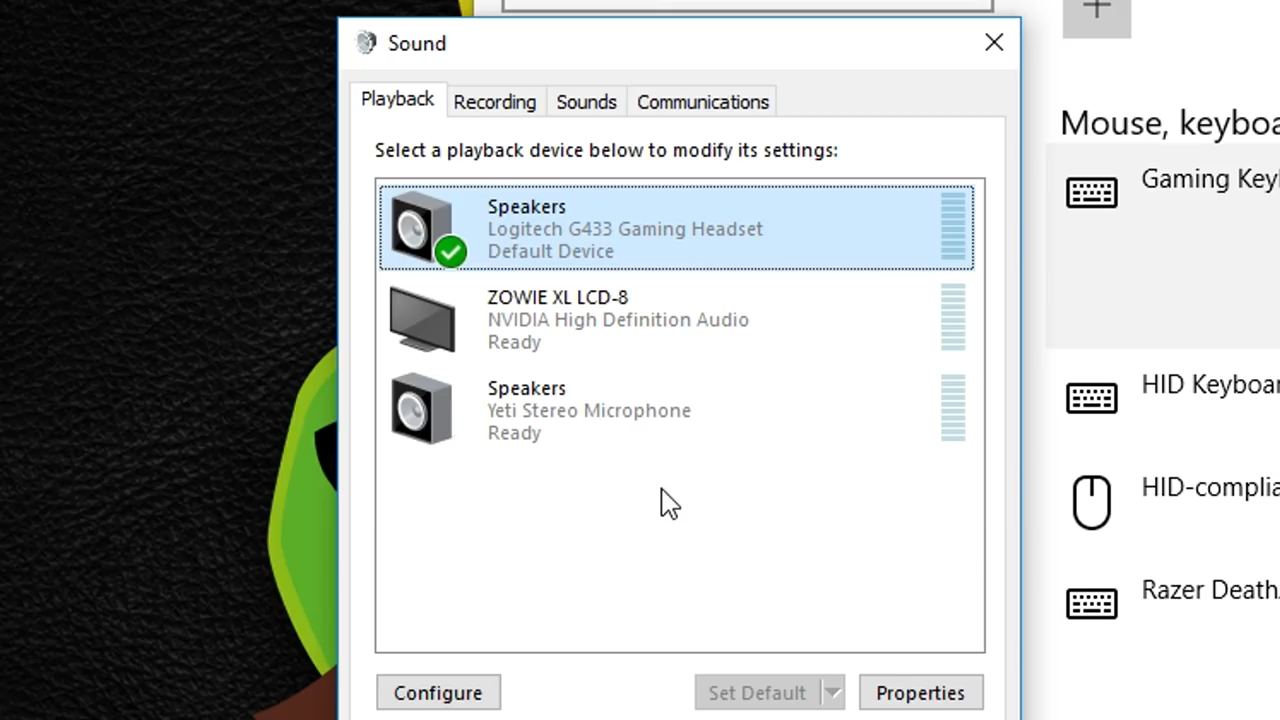 Sound
Playback
Recording
Sounds
Communications
Select a playback device below to modify its settings:
Speakers
Logitech G433 Gaming Headset
Default Device
ZOWIE XL LCD-8
NVIDIA High Definition Audio
Ready
Speakers
Yeti Stereo Microphone
Ready
Configure
Set Default
Properties
Mouse, keyboa
Gaming Key
HID Keyboar
HID-complia
Razer Death